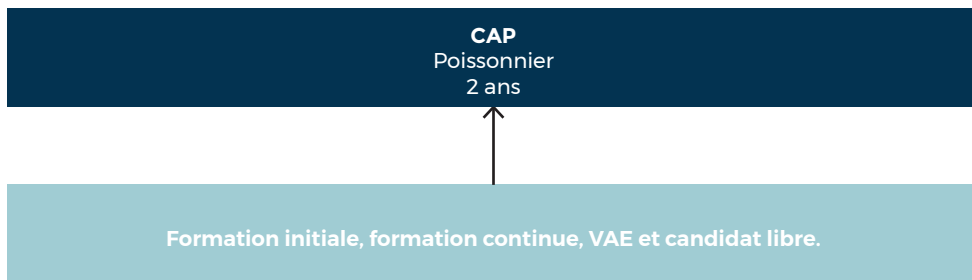 CAP
Poissonnier
2 ans
Formation initiale, formation continue, VAE et candidat libre.